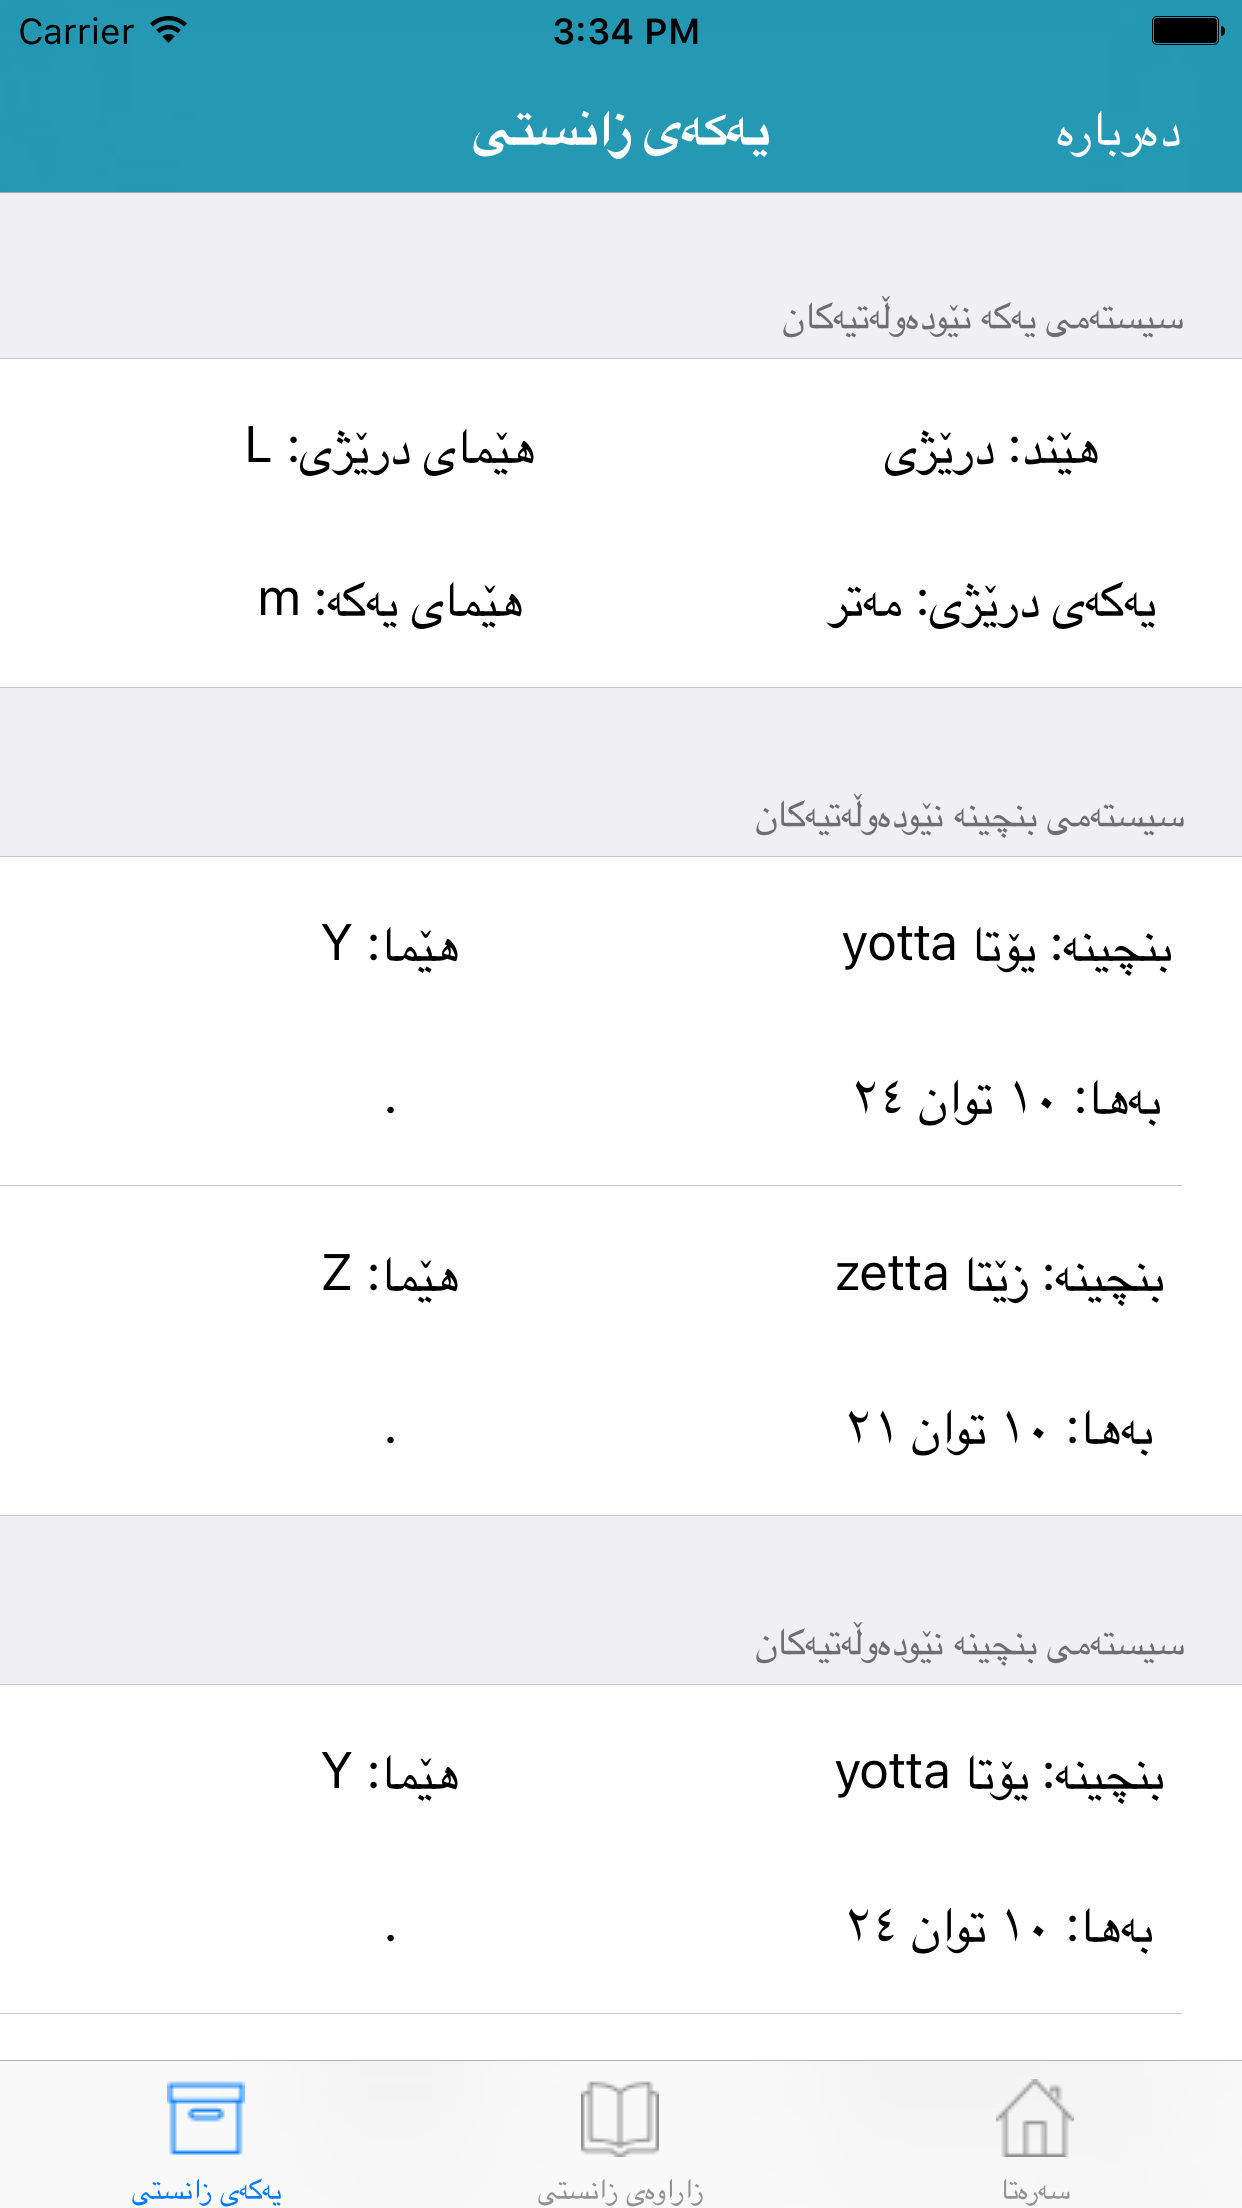 Carrier 3:34 PM
دەربارە یەکەی زانستی
سیستەمی یەکە نێودەوڵەتیەکان
هێند: درێژی هێمای درێژی: L
یەکەی درێژی: مەتر هێمای یەکە: m
سیستەمی بنچینە نێودەوڵەتیەکان
بنچینە: یۆتا yotta هێما: Y
بەها: ١٠ توان ٢٤ .
بنچینە: زێتا zetta هێما: Z
بەها: ١٠ توان ٢١ .
سیستەمی بنچینە نێودەوڵەتیەکان
بنچینە: یۆتا yotta هێما: Y
بەها: ١٠ توان ٢٤ .
سەرەتا زاراوەی زانستی یەکەی زانستی